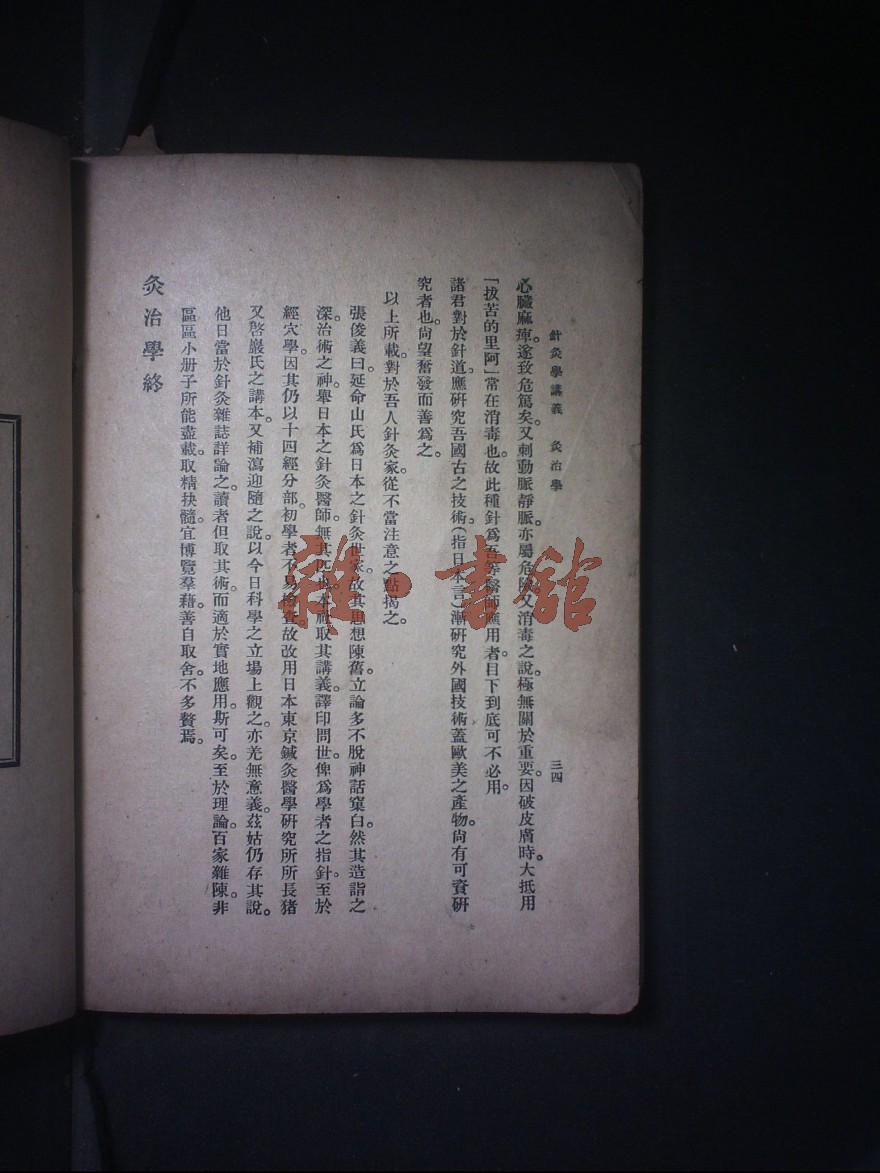 針灸學講義　灸治學　三四
心臟麻痺。遂致危篤矣。又刺動脈靜脈。亦屬危險。又消毒之說。極無關於重要。因破皮膚時。大抵用
「拔苦的里阿」常在消毒也。故此種針爲吾等醫師應用者。目下到底可不必用。
諸君對於針道。應研究吾國古之技術。(指日本言)漸研究外國技術蓋歐美之產物。尚有可資研
究者也。尚望奮發而善爲之。
以上所載。對於吾人針灸家。從不當注意之點揭之。
張俊義曰。延命山氏爲日本之針灸世家。故其思想陳舊。立論多不脫神話窠臼。然其造詣之
深。治術之神。舉日本之針灸醫師。無其匹也。本社取其講義。譯印問世。俾爲學者之指針。至於
經穴學。因其仍以十四經分部。初學者不易檢查。故改用日本東京鍼灸醫學研究所所長猪
又啓巖氏之講本。又補瀉迎隨之說。以今日科學之立場上觀之。亦羌無意義。茲姑仍存其說。
他日當於針灸雜誌詳論之。讀者但取其術。而適於實地應用。斯可矣。至於理論。百家雜陳。非
區區小册子所能盡載。取精抉髓。宜博覽羣藉。善自取舍。不多贅焉。
灸治學終
雜·書館